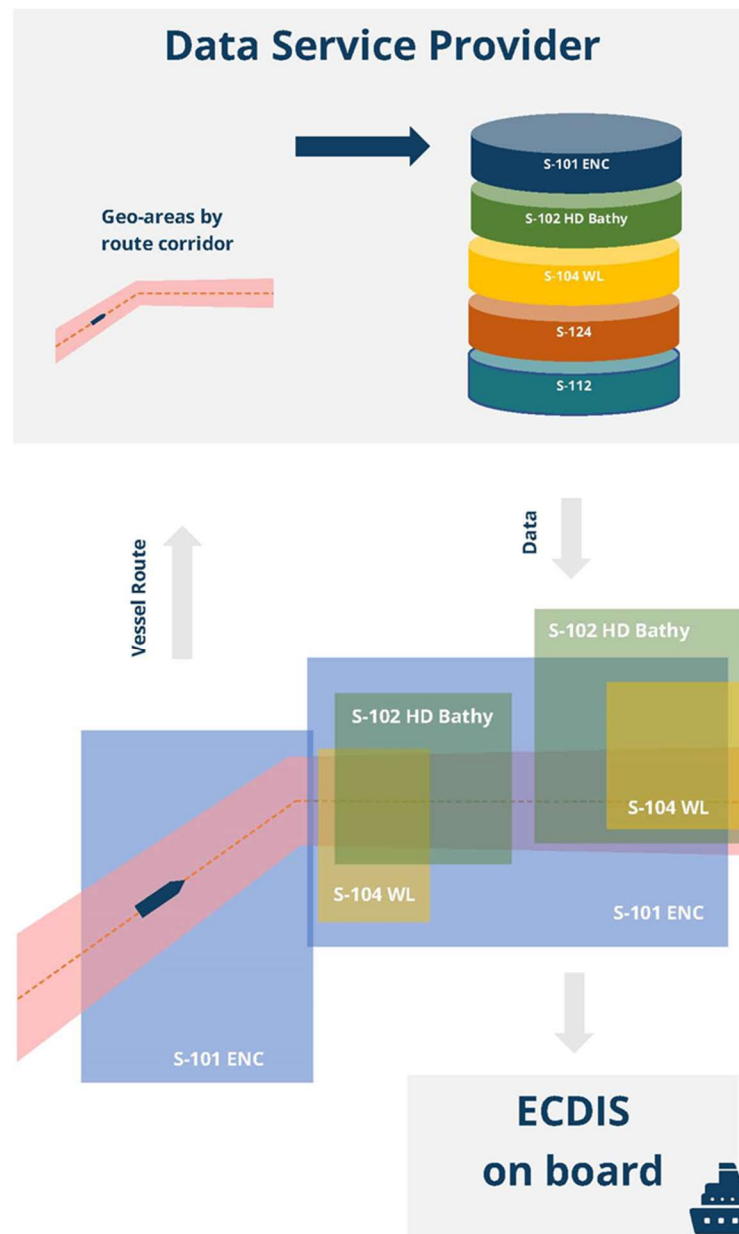 Data Service Provider
Geo-areas by
route corridor
S-101 ENC
S-102 HD Bathy
S-104 WL
S-124
S-112
Vessel Route
Data
S-102 HD Bathy
S-102 HD Bathy
S-104 WL
S-104 WL
S-101 ENC
S-101 ENC
ECDIS
on board